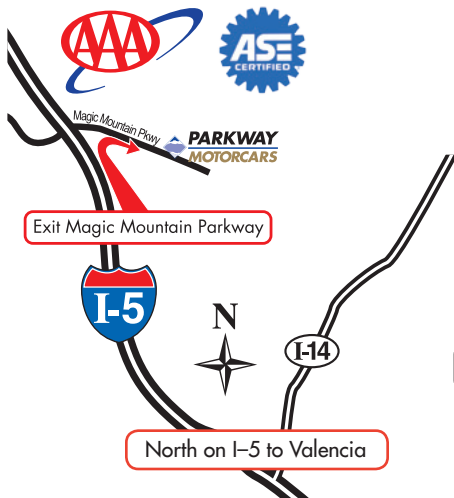 AAA
ASE
CERTIFIED
Magic Mountain Pkwy
PARKWAY
MOTORCARS
Exit Magic Mountain Parkway
I-5
N
I-14
North on I–5 to Valencia